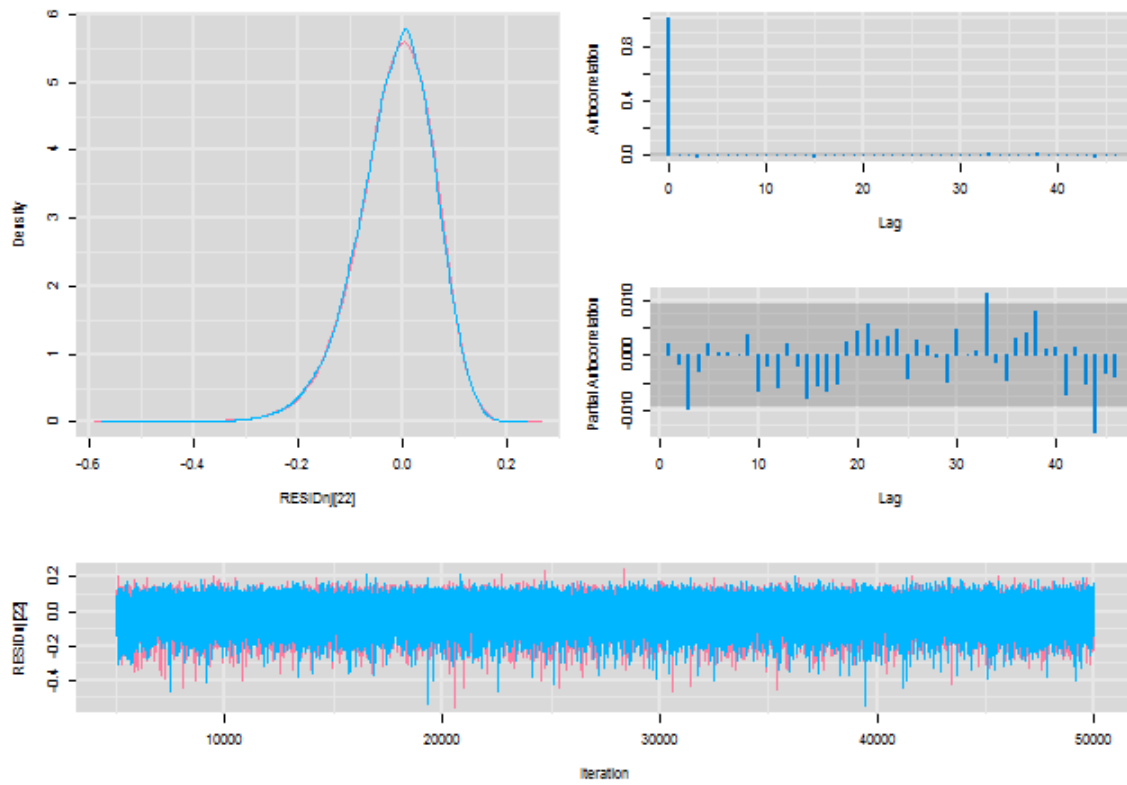 Density
0 1 2 3 4 5 6
-0.6 -0.4 -0.2 0.0 0.2
RESIDnj[22]
Autocorrelation
0.0 0.4 0.8
0 10 20 30 40
Lag
Partial Autocorrelation
-0.010 0.000 0.010
0 10 20 30 40
Lag
RESIDnj[22]
-0.4 -0.2 0.0 0.2
10000 20000 30000 40000 50000
Iteration